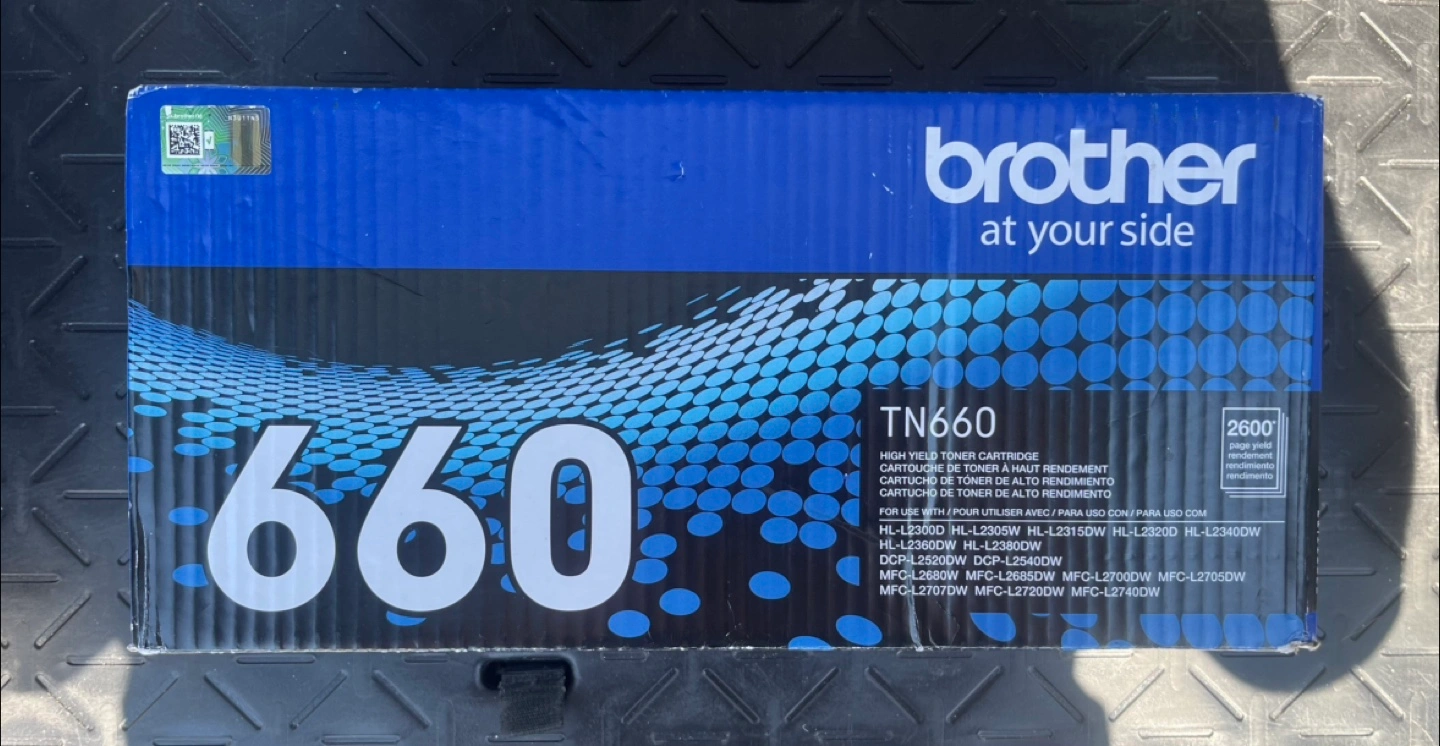 brother
at your side
660
TN660
HIGH YIELD TONER CARTRIDGE
CARTOUCHE DE TONER À HAUT RENDEMENT
CARTUCHO DE TÓNER DE ALTO RENDIMIENTO
CARTUCHO DE TONER DE ALTO RENDIMENTO
2600*
page yield
rendement
rendimiento
rendimento
FOR USE WITH / POUR UTILISER AVEC / PARA USO CON / PARA USO COM
HL-L2300D HL-L2305W HL-L2315DW HL-L2320D HL-L2340DW
HL-L2360DW HL-L2380DW
DCP-L2520DW DCP-L2540DW
MFC-L2680W MFC-L2685DW MFC-L2700DW MFC-L2705DW
MFC-L2707DW MFC-L2720DW MFC-L2740DW